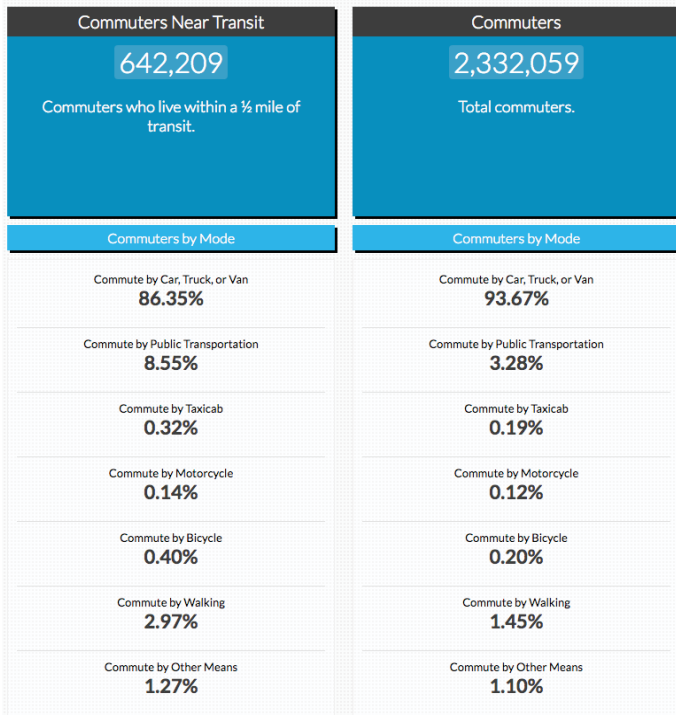 Commuters Near Transit
642,209
Commuters who live within a ½ mile of
transit.
Commuters by Mode
Commute by Car, Truck, or Van
86.35%
Commute by Public Transportation
8.55%
Commute by Taxicab
0.32%
Commute by Motorcycle
0.14%
Commute by Bicycle
0.40%
Commute by Walking
2.97%
Commute by Other Means
1.27%
Commuters
2,332,059
Total commuters.
Commuters by Mode
Commute by Car, Truck, or Van
93.67%
Commute by Public Transportation
3.28%
Commute by Taxicab
0.19%
Commute by Motorcycle
0.12%
Commute by Bicycle
0.20%
Commute by Walking
1.45%
Commute by Other Means
1.10%